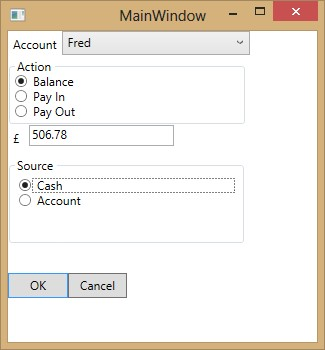 MainWindow
Account Fred
Action
Balance
Pay In
Pay Out
£ 506.78
Source
Cash
Account
OK Cancel